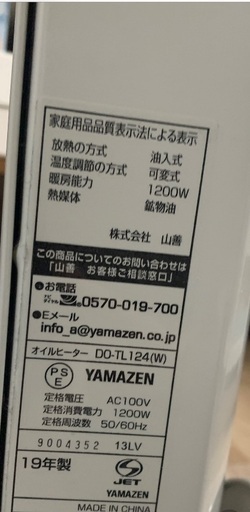 家庭用品品質表示法による表示
放熱の方式 油入式
温度調節の方式 可変式
暖房能力 1200W
熱媒体 鉱物油
株式会社 山善
この商品についてのお問い合わせは
「山善 お客様ご相談窓口」
●お電話
ナビダイヤル 0570-019-700
●Eメール
info_a@yamazen.co.jp
オイルヒーター DO-TL124(W)
PSE YAMAZEN
定格電圧 AC100V
定格消費電力 1200W
定格周波数 50/60Hz
9004352 13LV
19年製
JET
YAMAZEN
MADE IN CHINA